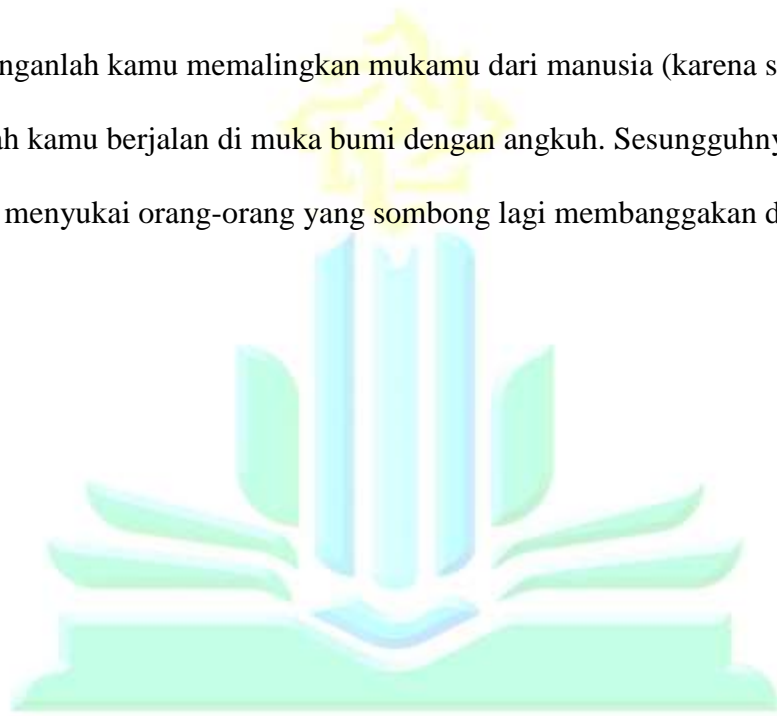 nganlah kamu memalingkan mukamu dari manusia (karena s
ah kamu berjalan di muka bumi dengan angkuh. Sesungguhny
menyukai orang-orang yang sombong lagi membanggakan d